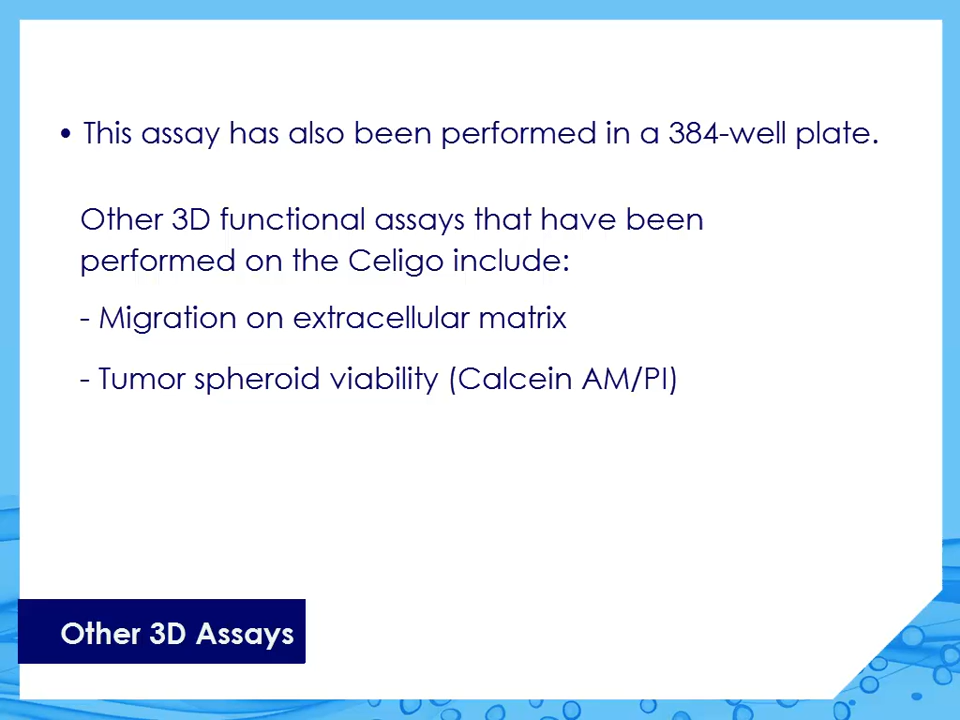 • This assay has also been performed in a 384-well plate.
Other 3D functional assays that have been
performed on the Celigo include:
- Migration on extracellular matrix
- Tumor spheroid viability (Calcein AM/PI)
Other 3D Assays